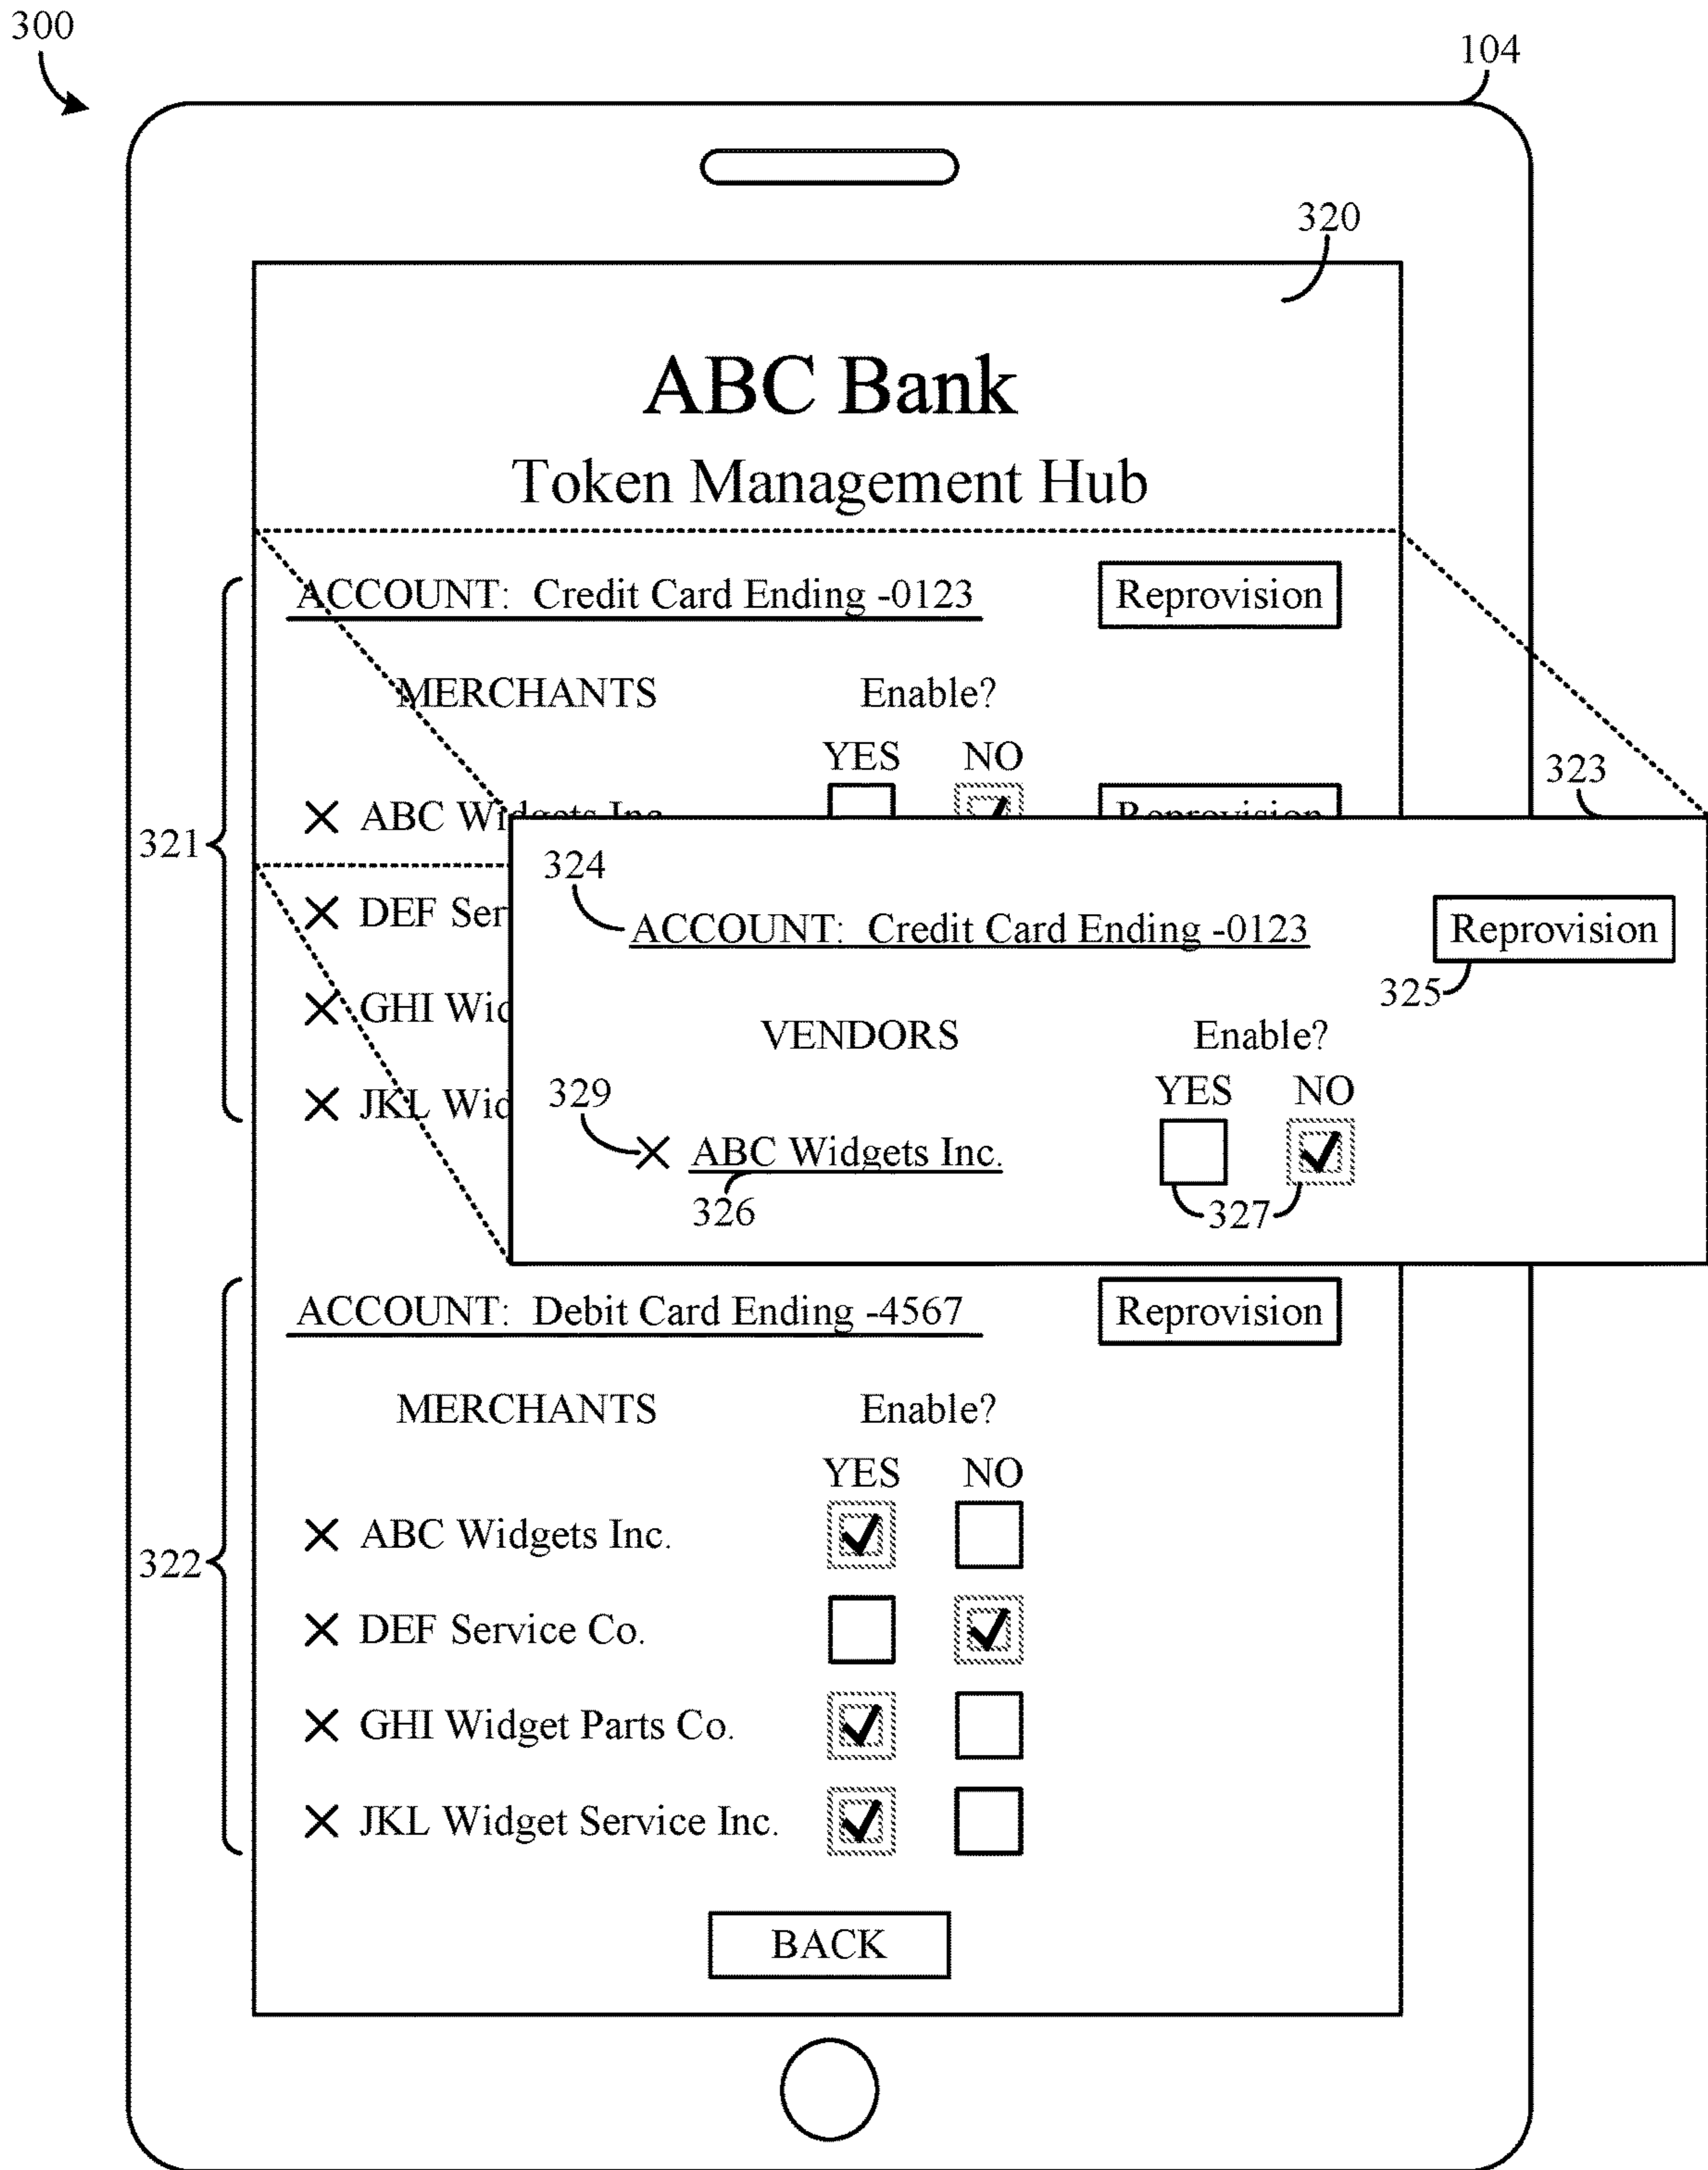 300
104
320
ABC Bank
Token Management Hub
ACCOUNT: Credit Card Ending -0123 Reprovision
MERCHANTS Enable?
YES NO
323
321
ABC Widgets Inc. Reprovision
324
DEF Ser
ACCOUNT: Credit Card Ending -0123 Reprovision
325
GHI Wid
VENDORS Enable?
329
YES NO
JKL Wid
ABC Widgets Inc.
326
327
ACCOUNT: Debit Card Ending -4567 Reprovision
MERCHANTS Enable?
YES NO
322
ABC Widgets Inc.
DEF Service Co.
GHI Widget Parts Co.
JKL Widget Service Inc.
BACK